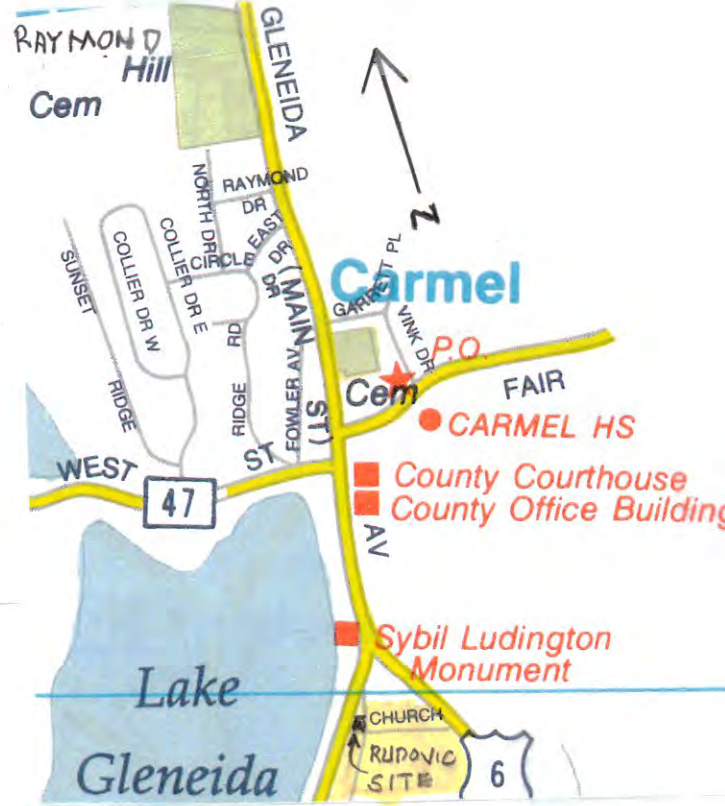 RAYMOND
Hill
Cem
GLENEIDA
N
NORTH DR
RAYMOND
DR
EAST
DR
CIRCLE
DR
(MAIN
ST)
AV
Carmel
GARRETT PL
VINK DR
P.O.
Cem
FAIR
CARMEL HS
SUNSET
RIDGE
COLLIER DR W
COLLIER DR E
RIDGE
RD
FOWLER AV
WEST
ST
47
County Courthouse
County Office Building
Sybil Ludington
Monument
Lake
Gleneida
CHURCH
RUDOVIC
SITE
6